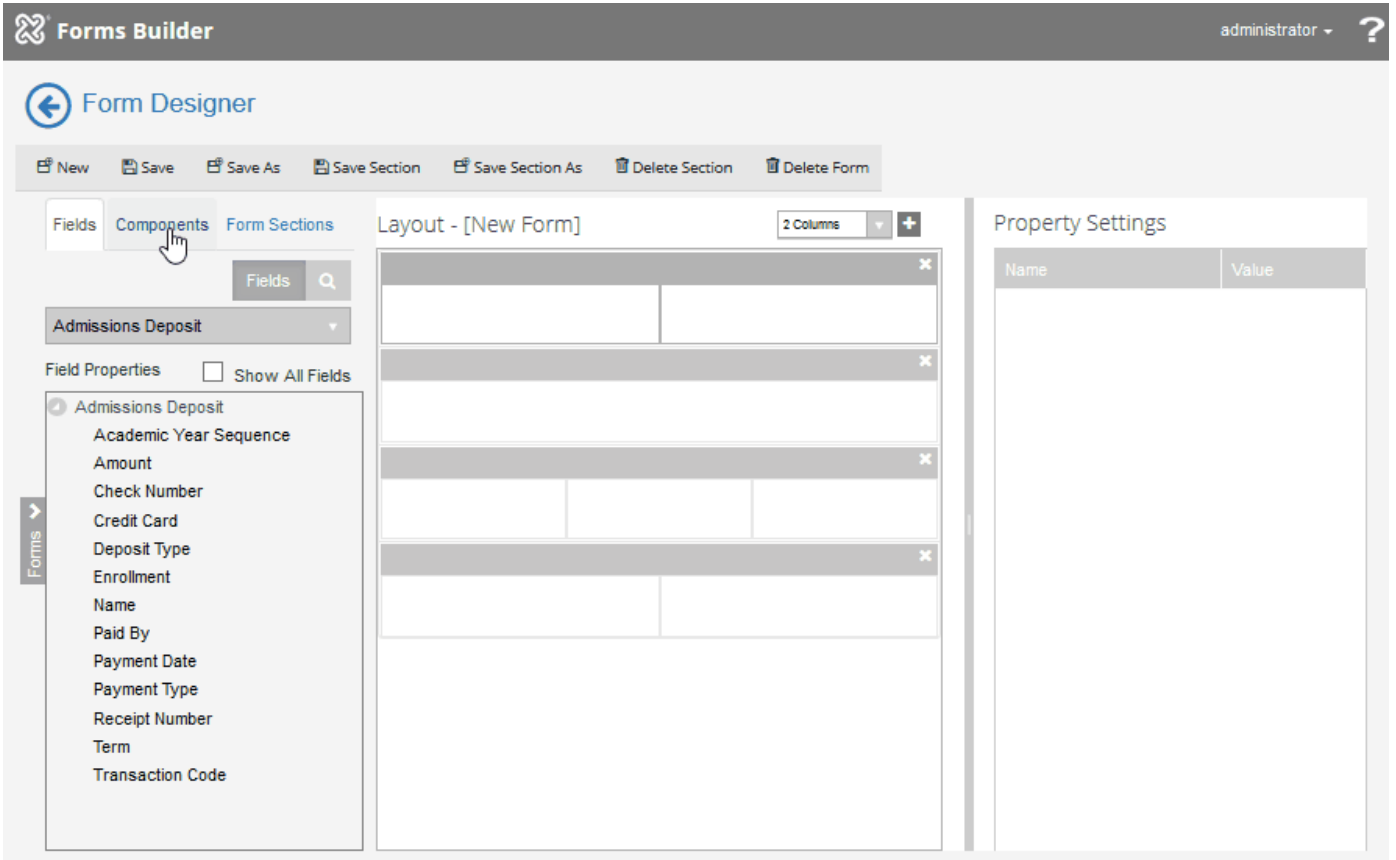 Forms Builder
administrator
?
Form Designer
New Save Save As Save Section Save Section As Delete Section Delete Form
Fields Components Form Sections
Fields
Admissions Deposit
Field Properties Show All Fields
Admissions Deposit
Academic Year Sequence
Amount
Check Number
Credit Card
Deposit Type
Enrollment
Name
Paid By
Payment Date
Payment Type
Receipt Number
Term
Transaction Code
Forms
Layout - [New Form]
2 Columns
Property Settings
Name Value